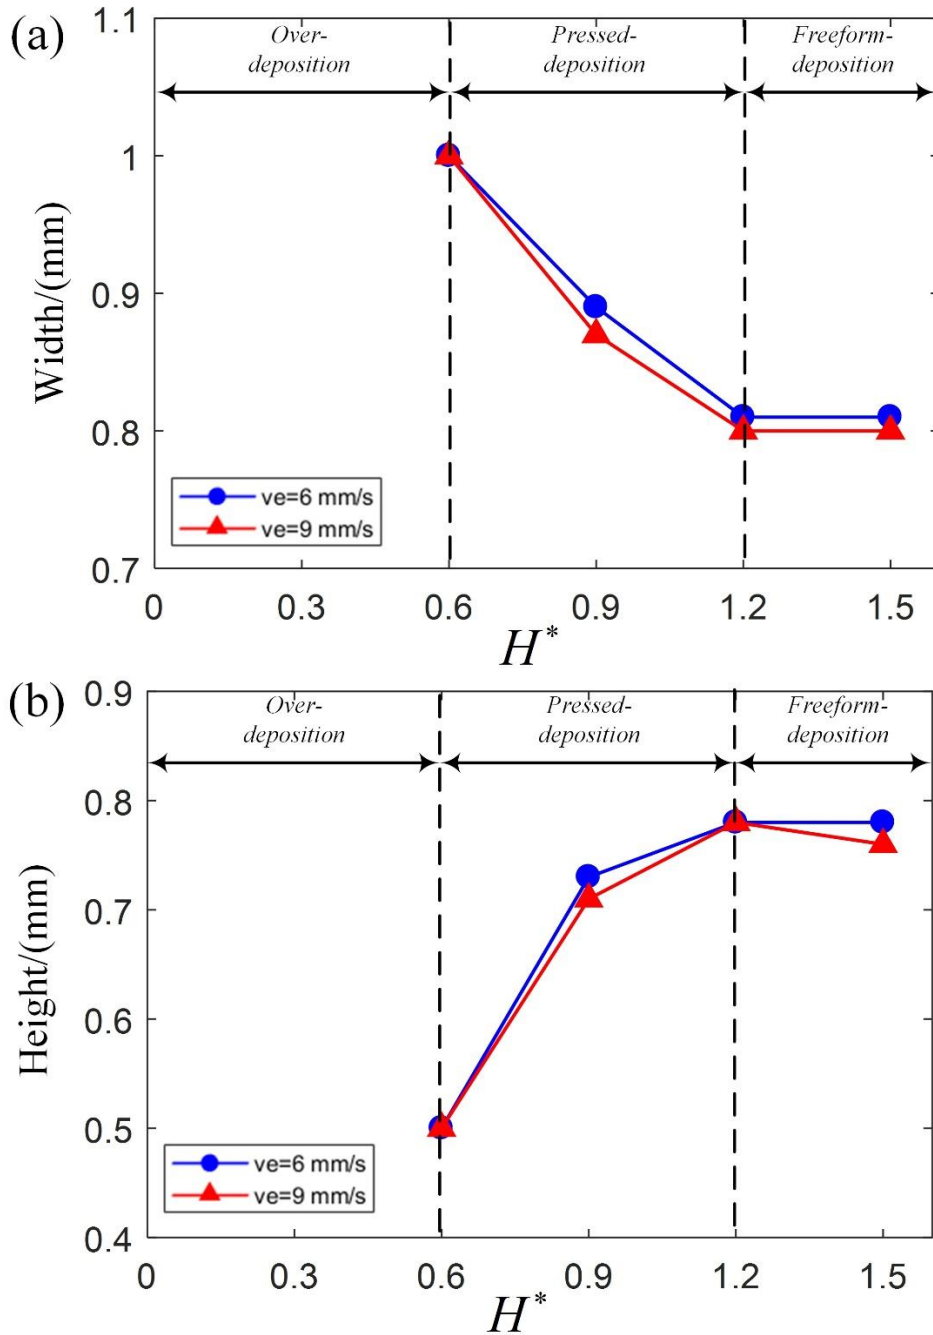 (a)
1.1
Over-
deposition
Pressed-
deposition
Freeform-
deposition
1
0.9
0.8
0.7
Width/(mm)
ve=6 mm/s
ve=9 mm/s
0 0.3 0.6 0.9 1.2 1.5
H*
(b)
0.9
Over-
deposition
Pressed-
deposition
Freeform-
deposition
0.8
0.7
0.6
0.5
0.4
Height/(mm)
ve=6 mm/s
ve=9 mm/s
0 0.3 0.6 0.9 1.2 1.5
H*